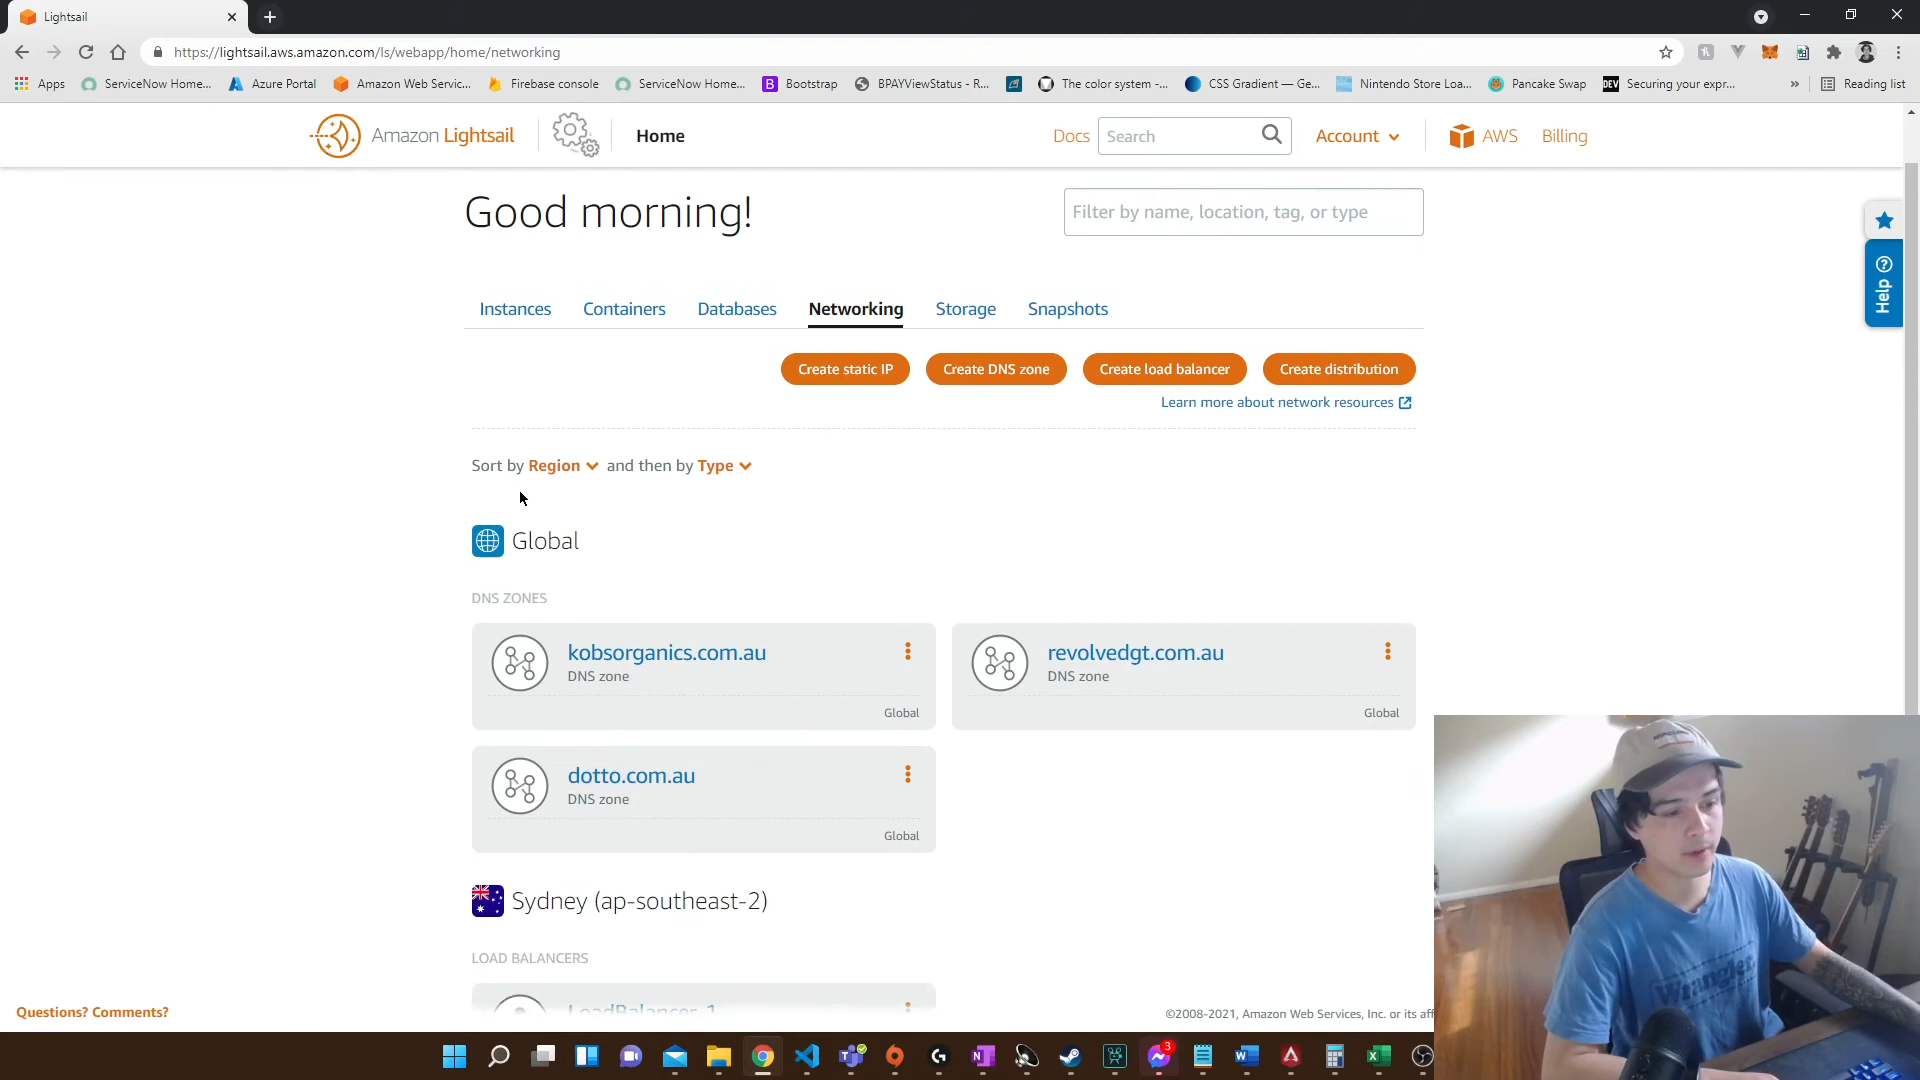 Lightsail
https://lightsail.aws.amazon.com/ls/webapp/home/networking
Apps
ServiceNow Home...
Azure Portal
Amazon Web Servic...
Firebase console
ServiceNow Home...
Bootstrap
BPAYViewStatus - R...
The color system -...
CSS Gradient — Ge...
Nintendo Store Loa...
Pancake Swap
DEV
Securing your expr...
»
Reading list
Amazon Lightsail
Home
Docs
Search
Account
AWS
Billing
Good morning!
Filter by name, location, tag, or type
Help
Instances
Containers
Databases
Networking
Storage
Snapshots
Create static IP
Create DNS zone
Create load balancer
Create distribution
Learn more about network resources
Sort by Region and then by Type
Global
DNS ZONES
kobsorganics.com.au
DNS zone
Global
revolvedgt.com.au
DNS zone
Global
dotto.com.au
DNS zone
Global
Sydney (ap-southeast-2)
LOAD BALANCERS
LoadBalancer-1
Questions? Comments?
©2008-2021, Amazon Web Services, Inc. or its aff
Wrangler
3